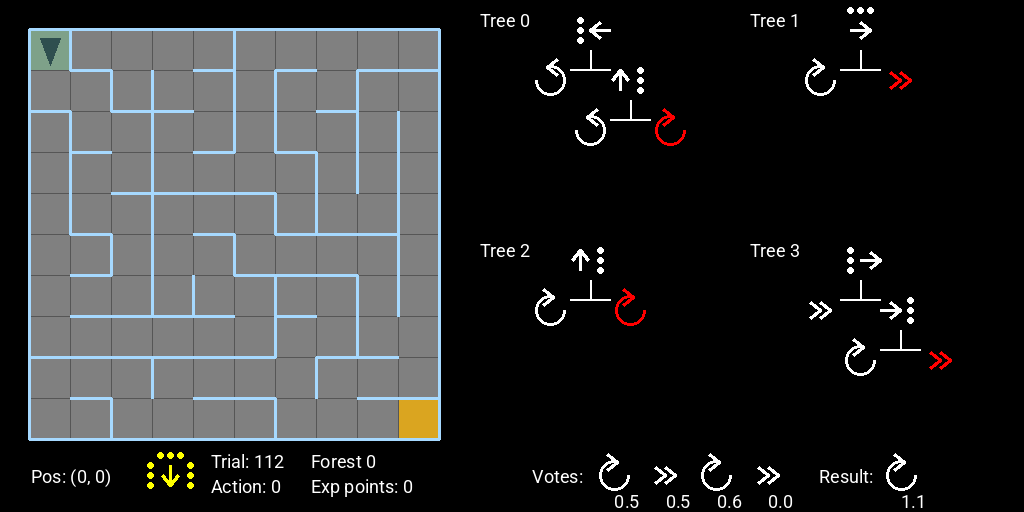 Tree 0
Tree 1
Tree 2
Tree 3
Pos: (0, 0)
Trial: 112
Forest 0
Action: 0
Exp points: 0
Votes:
0.5
0.5
0.6
0.0
Result:
1.1